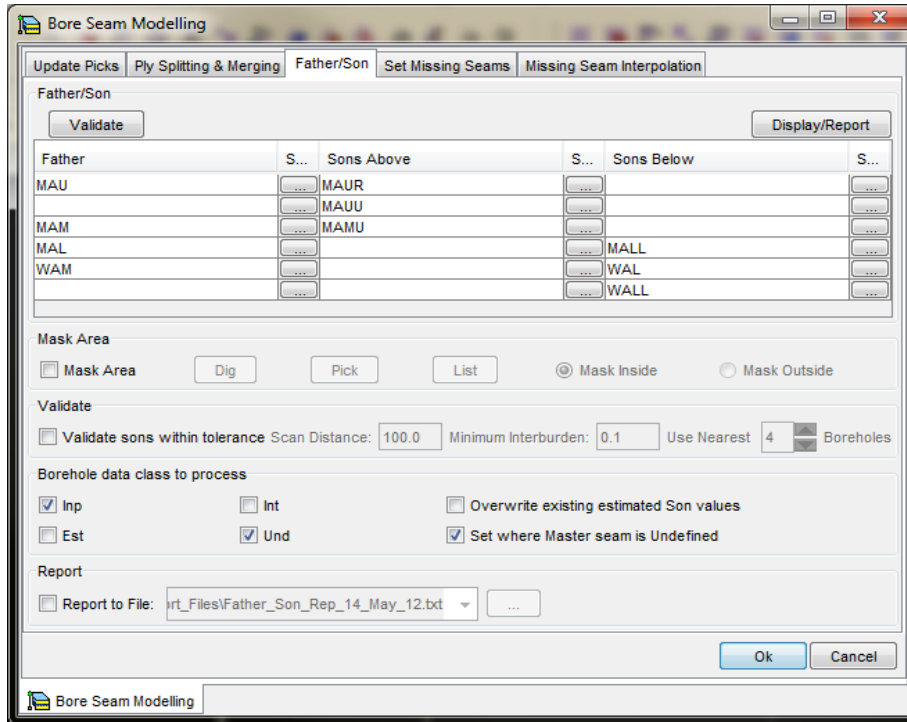 Bore Seam Modelling
Update Picks Ply Splitting & Merging Father/Son Set Missing Seams Missing Seam Interpolation
Father/Son
Validate Display/Report
Father S... Sons Above S... Sons Below S...
MAU ... MAUR ... ...
... MAUU ... ...
MAM ... MAMU ... ...
MAL ... ... MALL ...
WAM ... ... WAL ...
... ... WALL ...
Mask Area
Mask Area Dig Pick List Mask Inside Mask Outside
Validate
Validate sons within tolerance Scan Distance: 100.0 Minimum Interburden: 0.1 Use Nearest 4 Boreholes
Borehole data class to process
Inp Int Overwrite existing estimated Son values
Est Und Set where Master seam is Undefined
Report
Report to File: ort_Files\Father_Son_Rep_14_May_12.txt ...
Ok Cancel
Bore Seam Modelling